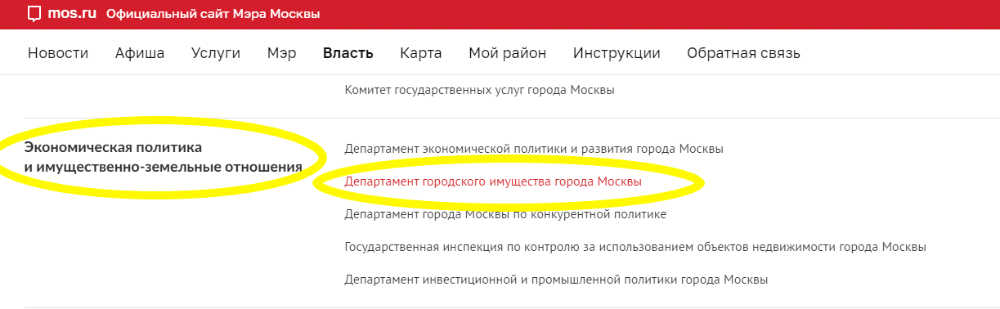 mos.ru Официальный сайт Мэра Москвы
Новости Афиша Услуги Мэр Власть Карта Мой район Инструкции Обратная связь
Комитет государственных услуг города Москвы
Экономическая политика
и имущественно-земельные отношения
Департамент экономической политики и развития города Москвы
Департамент городского имущества города Москвы
Департамент города Москвы по конкурентной политике
Государственная инспекция по контролю за использованием объектов недвижимости города Москвы
Департамент инвестиционной и промышленной политики города Москвы